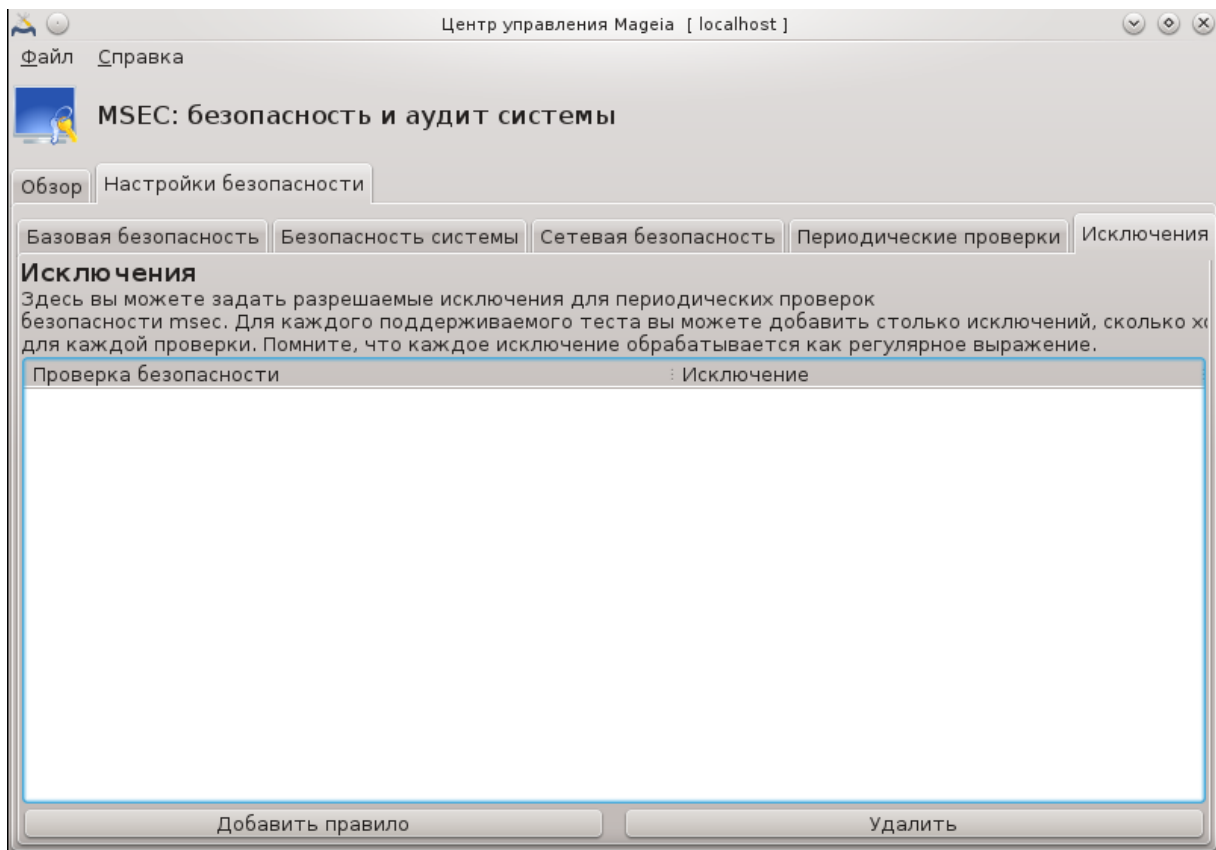 Центр управления Mageia [ localhost ]
Файл Справка
MSEC: безопасность и аудит системы
Обзор Настройки безопасности
Базовая безопасность Безопасность системы Сетевая безопасность Периодические проверки Исключения
Исключения
Здесь вы можете задать разрешаемые исключения для периодических проверок
безопасности msec. Для каждого поддерживаемого теста вы можете добавить столько исключений, сколько
для каждой проверки. Помните, что каждое исключение обрабатывается как регулярное выражение.
Проверка безопасности Исключение
Добавить правило Удалить